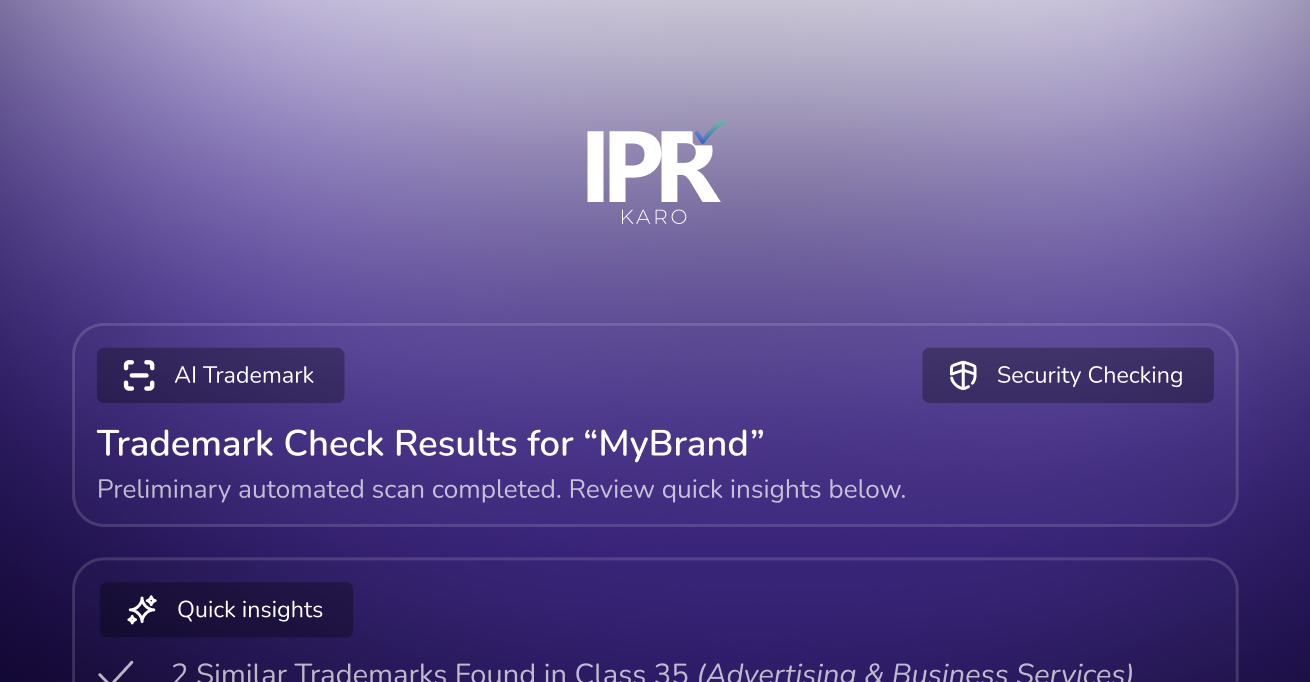 IPR
KARO
AI Trademark
Security Checking
Trademark Check Results for “MyBrand”
Preliminary automated scan completed. Review quick insights below.
Quick insights
2 Similar Trademarks Found in Class 35 (Advertising & Business Services)